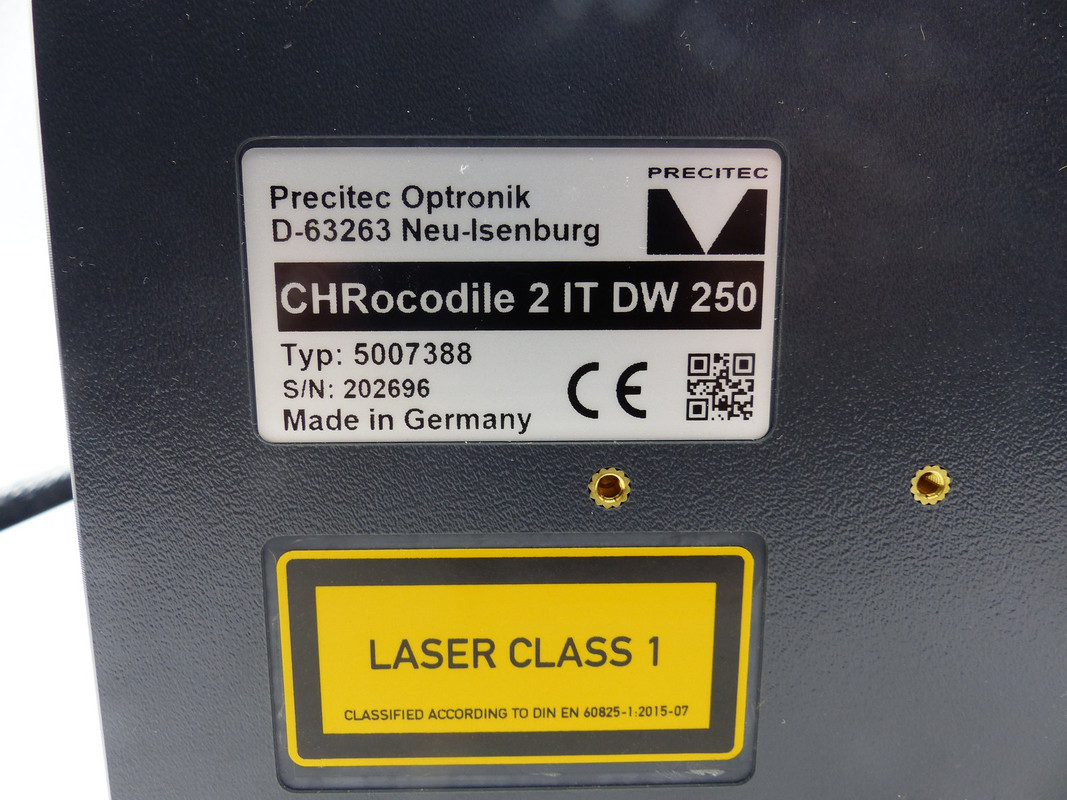 PRECITEC
Precitec Optronik
D-63263 Neu-Isenburg
CHRocodile 2 IT DW 250
Typ: 5007388
S/N: 202696
Made in Germany
CE
LASER CLASS 1
CLASSIFIED ACCORDING TO DIN EN 60825-1:2015-07